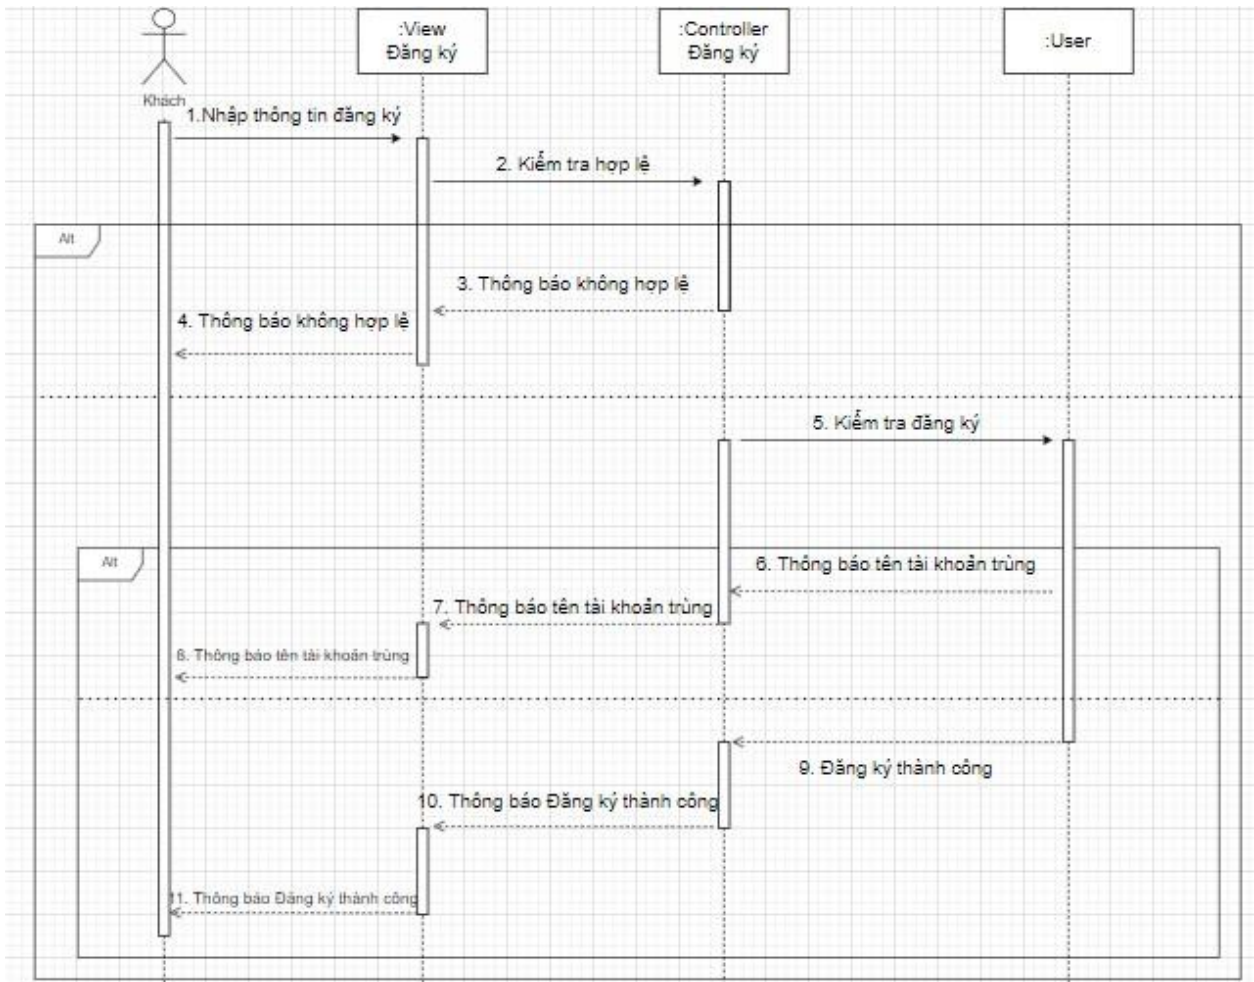 :View
Đăng ký
:Controller
Đăng ký
:User
Khách
1.Nhập thông tin đăng ký
2. Kiểm tra hợp lệ
Alt
3. Thông báo không hợp lệ
4. Thông báo không hợp lệ
5. Kiểm tra đăng ký
Alt
6. Thông báo tên tài khoản trùng
7. Thông báo tên tài khoản trùng
8. Thông báo tên tài khoản trùng
9. Đăng ký thành công
10. Thông báo Đăng ký thành công
11. Thông báo Đăng ký thành công